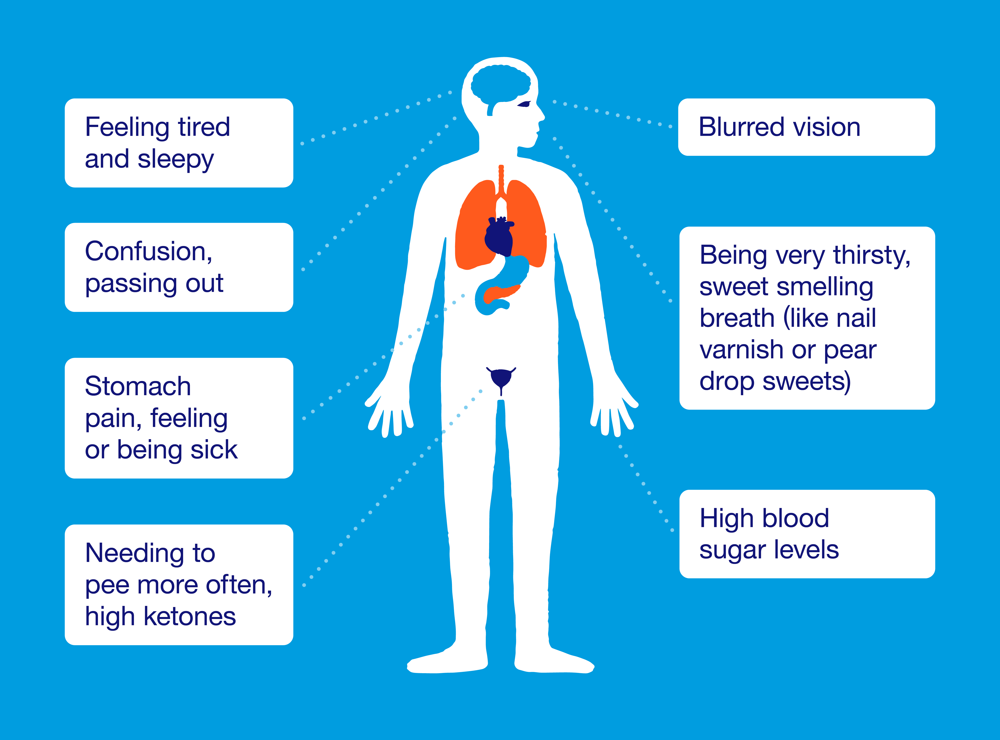 Feeling tired
and sleepy
Confusion,
passing out
Stomach
pain, feeling
or being sick
Needing to
pee more often,
high ketones
Blurred vision
Being very thirsty,
sweet smelling
breath (like nail
varnish or pear
drop sweets)
High blood
sugar levels